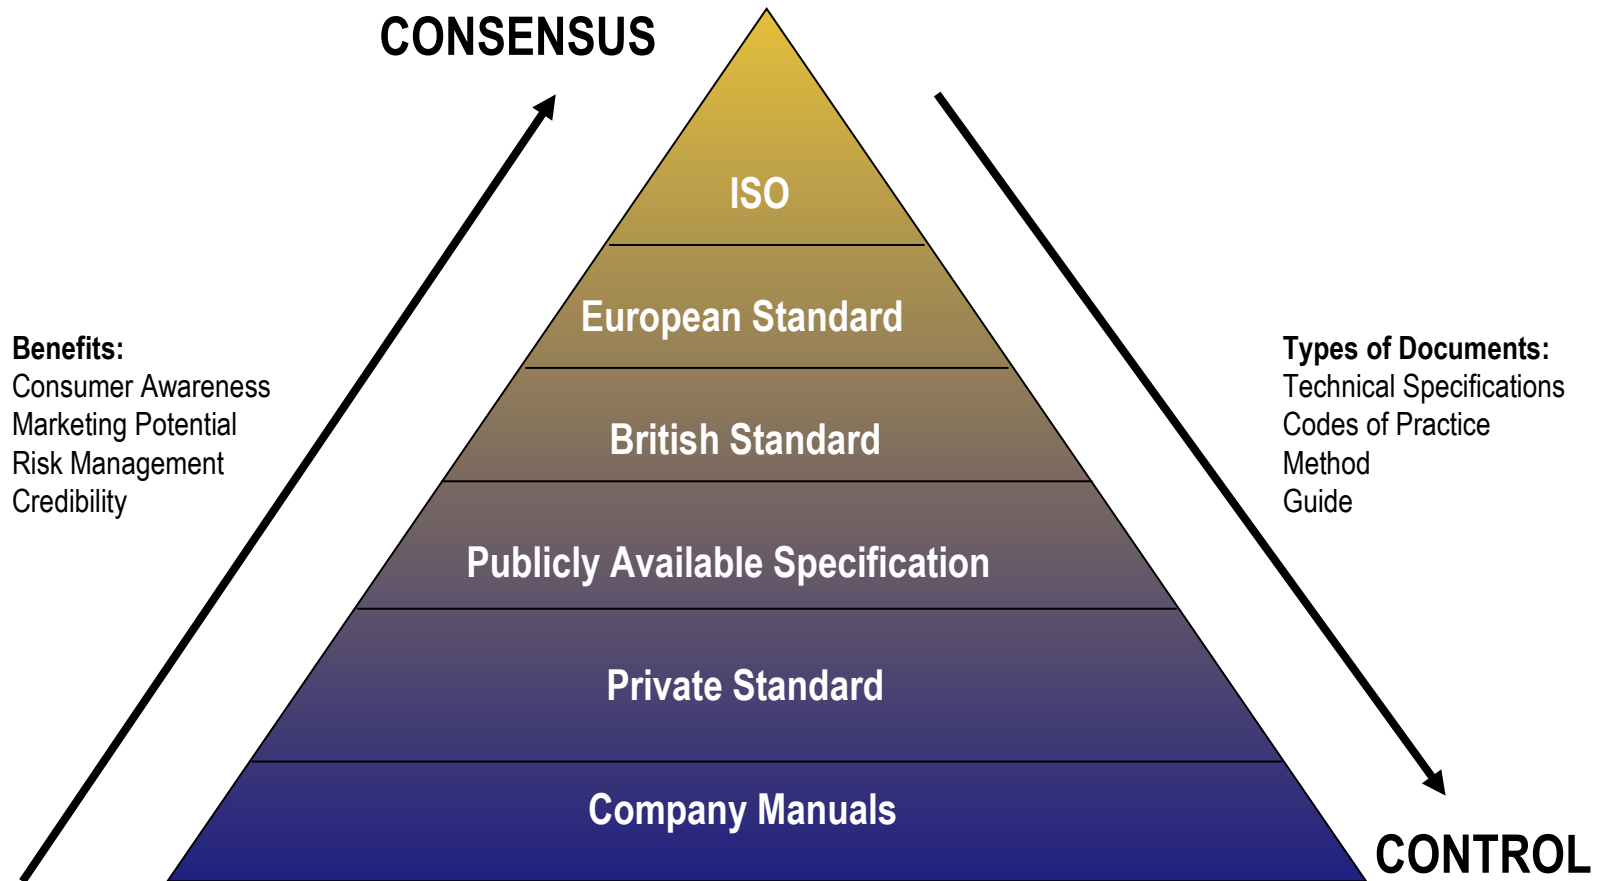 CONSENSUS
ISO
European Standard
British Standard
Publicly Available Specification
Private Standard
Company Manuals
Benefits:
Consumer Awareness
Marketing Potential
Risk Management
Credibility
Types of Documents:
Technical Specifications
Codes of Practice
Method
Guide
CONTROL